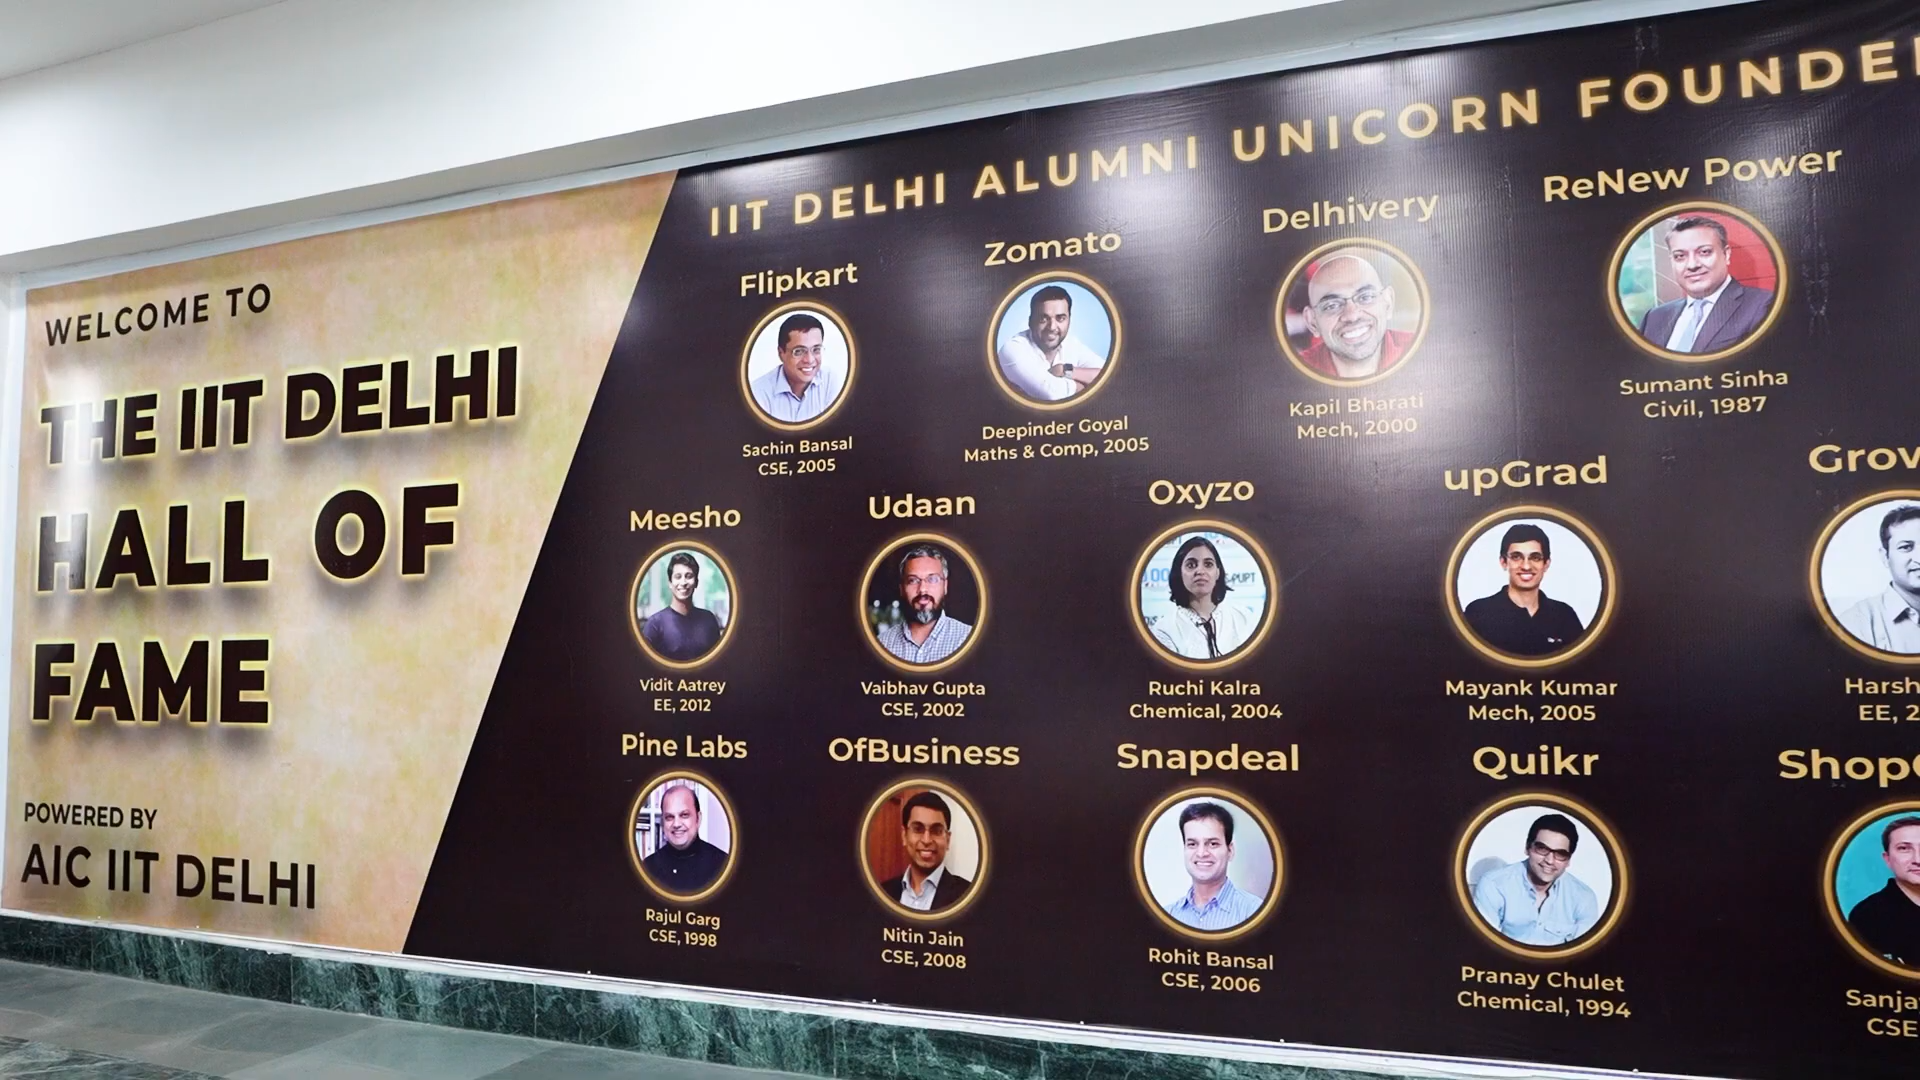 WELCOME TO
THE IIT DELHI
HALL OF
FAME
POWERED BY
AIC IIT DELHI
IIT DELHI ALUMNI UNICORN
Flipkart
Sachin Bansal
CSE, 2005
Zomato
Deepinder Goyal
Maths & Comp, 2005
Delhivery
Kapil Bharati
Mech, 2000
ReNew Power
Sumant Sinha
Civil, 1987
Meesho
Vidit Aatrey
EE, 2012
Udaan
Vaibhav Gupta
CSE, 2002
Oxyzo
Ruchi Kalra
Chemical, 2004
upGrad
Mayank Kumar
Mech, 2005
EE,
Pine Labs
Rajul Garg
CSE, 1998
OfBusiness
Nitin Jain
CSE, 2008
Snapdeal
Rohit Bansal
CSE, 2006
Quikr
Pranay Chulet
Chemical, 1994
CSE